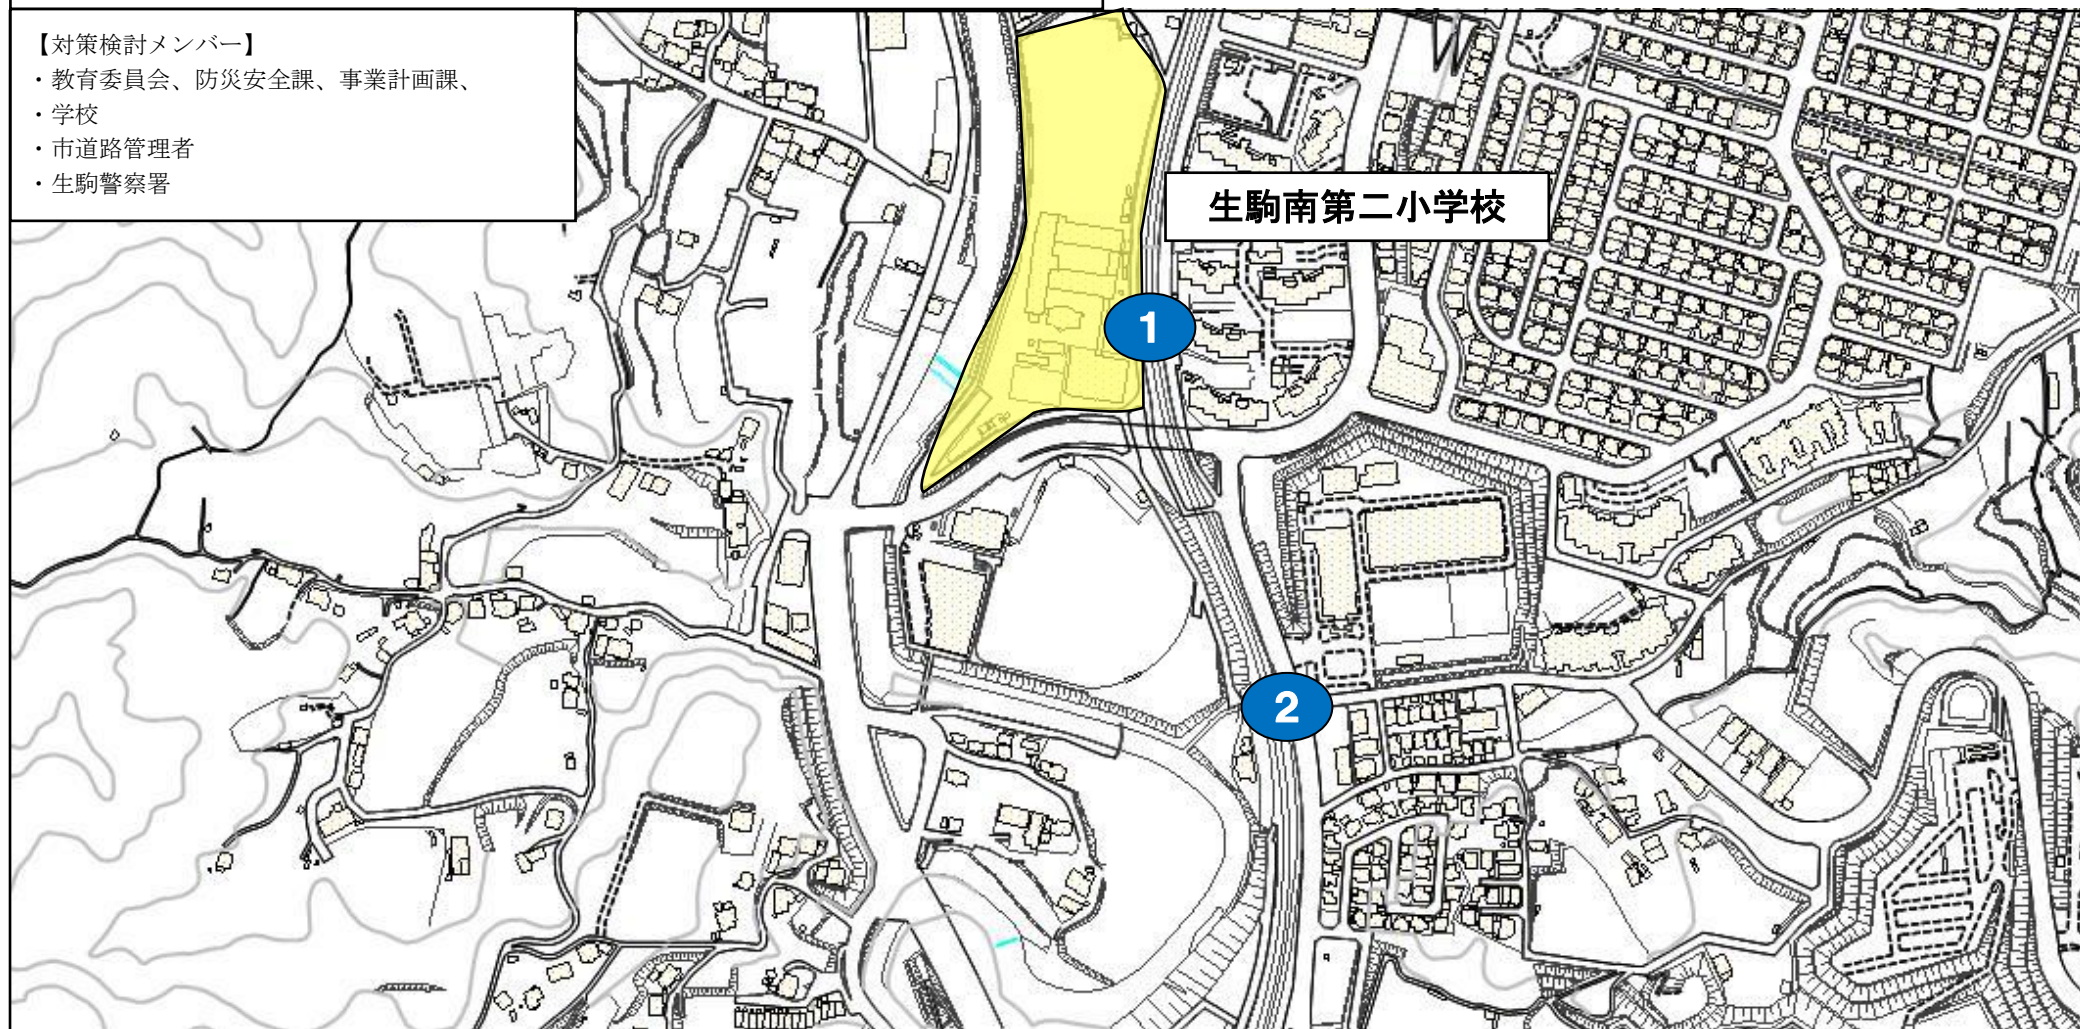 【対策検討メンバー】
・教育委員会、防災安全課、事業計画課、
・学校
・市道路管理者
・生駒警察署
生駒南第二小学校
1
2